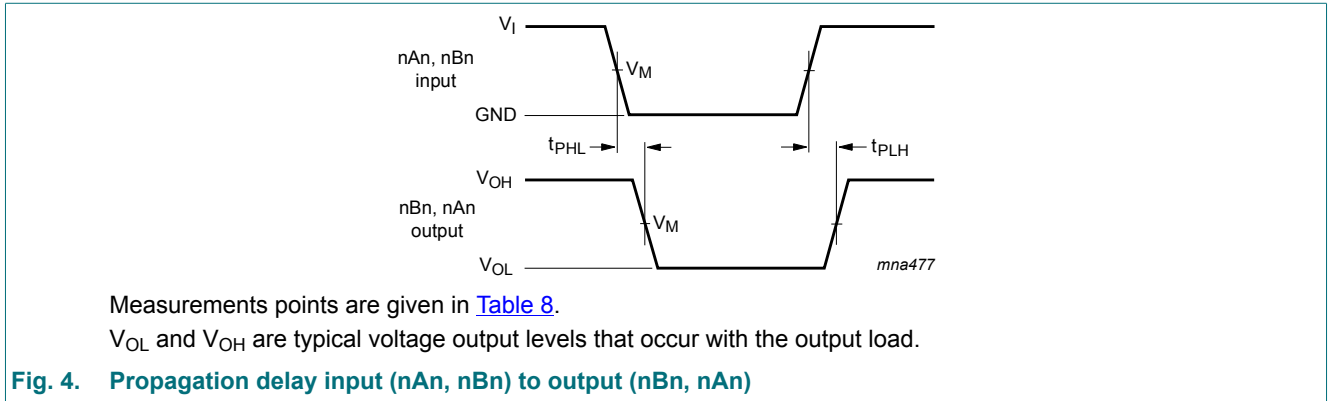 VI
nAn, nBn
input
VM
GND
tPHL
tPLH
VOH
nBn, nAn
output
VM
VOL
mna477
Measurements points are given in Table 8.
VOL and VOH are typical voltage output levels that occur with the output load.
Fig. 4. Propagation delay input (nAn, nBn) to output (nBn, nAn)